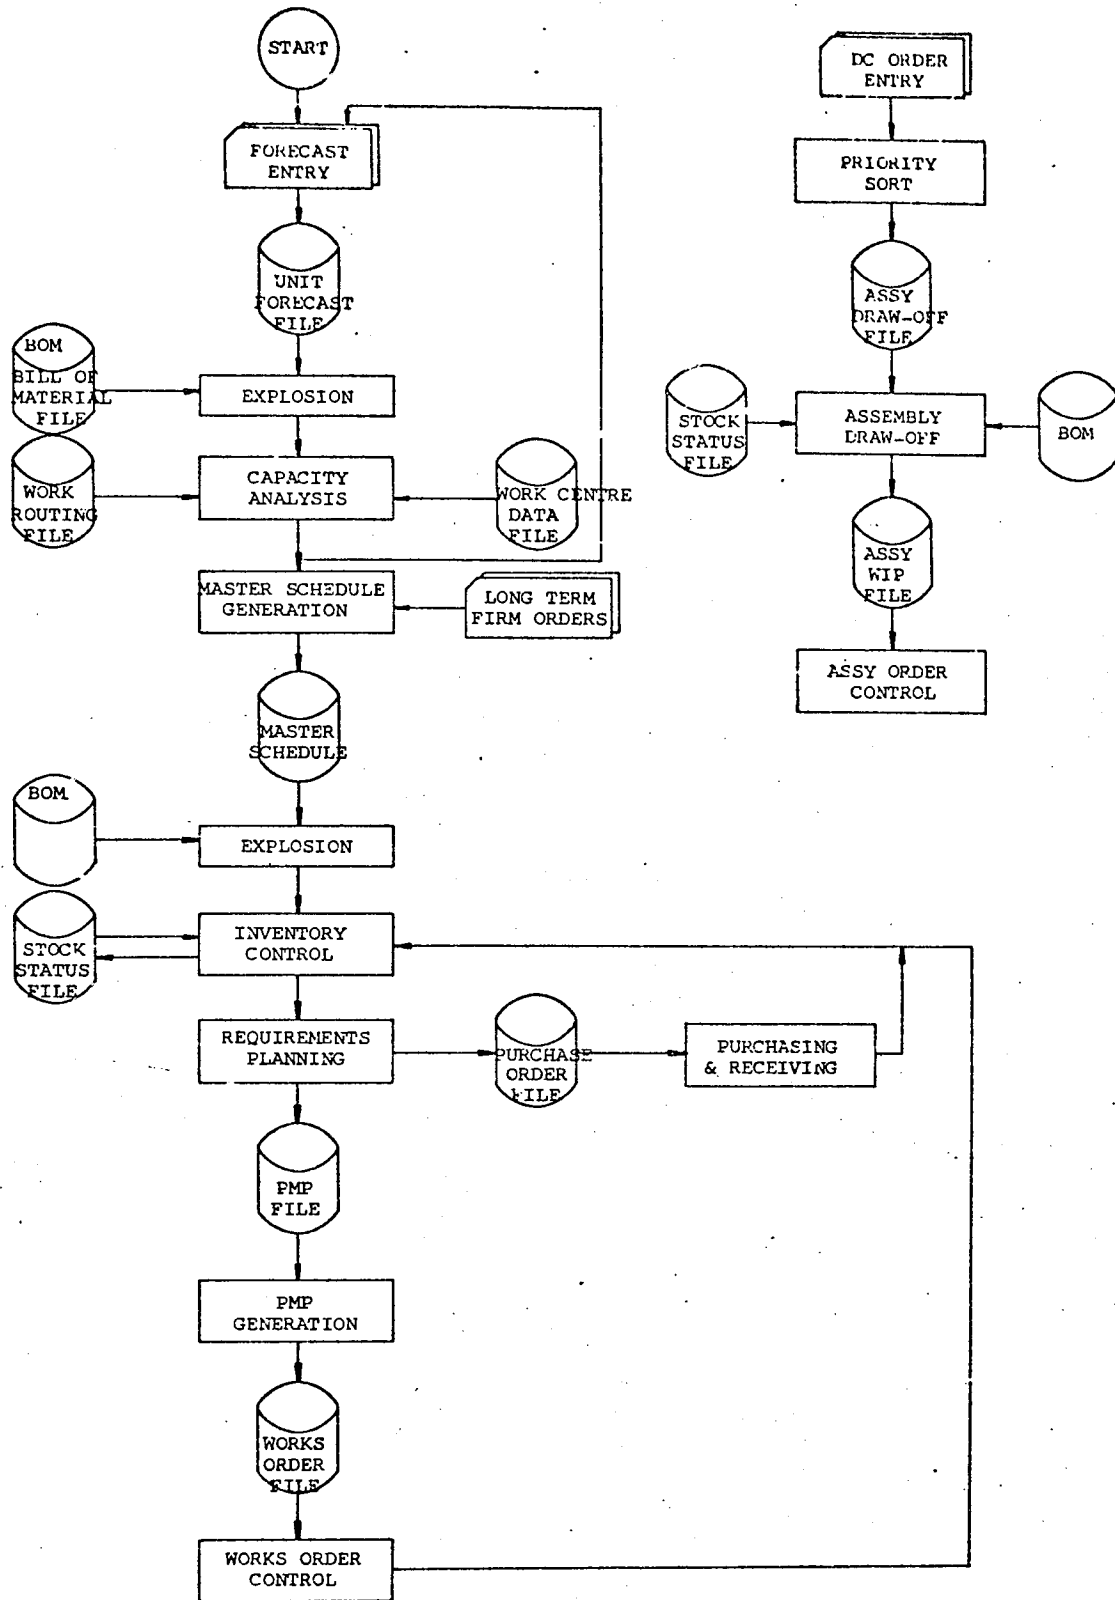 START
FORECAST
ENTRY
UNIT
FORECAST
FILE
BOM
BILL OF
MATERIAL
FILE
EXPLOSION
WORK
ROUTING
FILE
CAPACITY
ANALYSIS
WORK CENTRE
DATA
FILE
MASTER SCHEDULE
GENERATION
LONG TERM
FIRM ORDERS
MASTER
SCHEDULE
BOM
EXPLOSION
STOCK
STATUS
FILE
INVENTORY
CONTROL
REQUIREMENTS
PLANNING
PURCHASE
ORDER
FILE
PURCHASING
& RECEIVING
PMP
FILE
PMP
GENERATION
WORKS
ORDER
FILE
WORKS ORDER
CONTROL
DC ORDER
ENTRY
PRIORITY
SORT
ASSY
DRAW-OFF
FILE
STOCK
STATUS
FILE
ASSEMBLY
DRAW-OFF
BOM
ASSY
WIP
FILE
ASSY ORDER
CONTROL